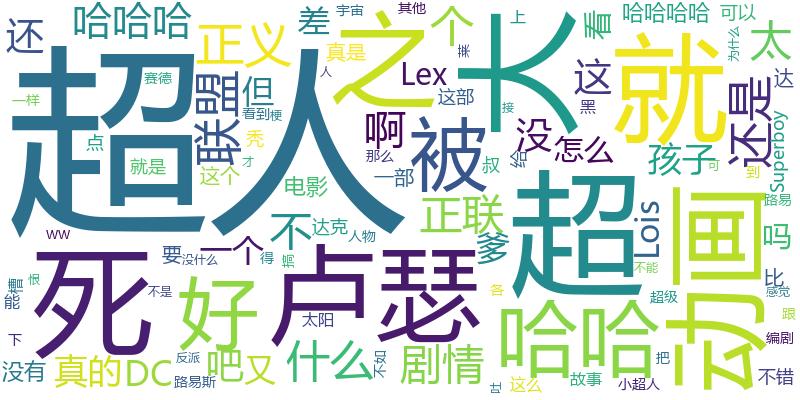 还
哈哈哈
正义
差
之
个
看
哈哈哈哈
可以
宇宙
其他
上
大
太
为什么
真是
人
Lex
某
这
达
赛德
一样
联盟
但
看到
梗
这部
黑
就
还是
超人
点
啊
被
接
没
怎么
就是
秃
那么
一部
叔
给
孩子
才
可
到
Superboy
路易
这个
电影
正联
超
Lois
吗
不
达克
人物
爹
动画
ww
要
没什么
一个
得
搞
不能
比
感觉
能
槽
恨
不是
死
好
卢瑟
太阳
各
哈哈
超级
跟
下
反派
编剧
没有
真的
DC
吧
又
什么
不如
剧情
吐
这么
故事
把
小超人
不错
路易斯